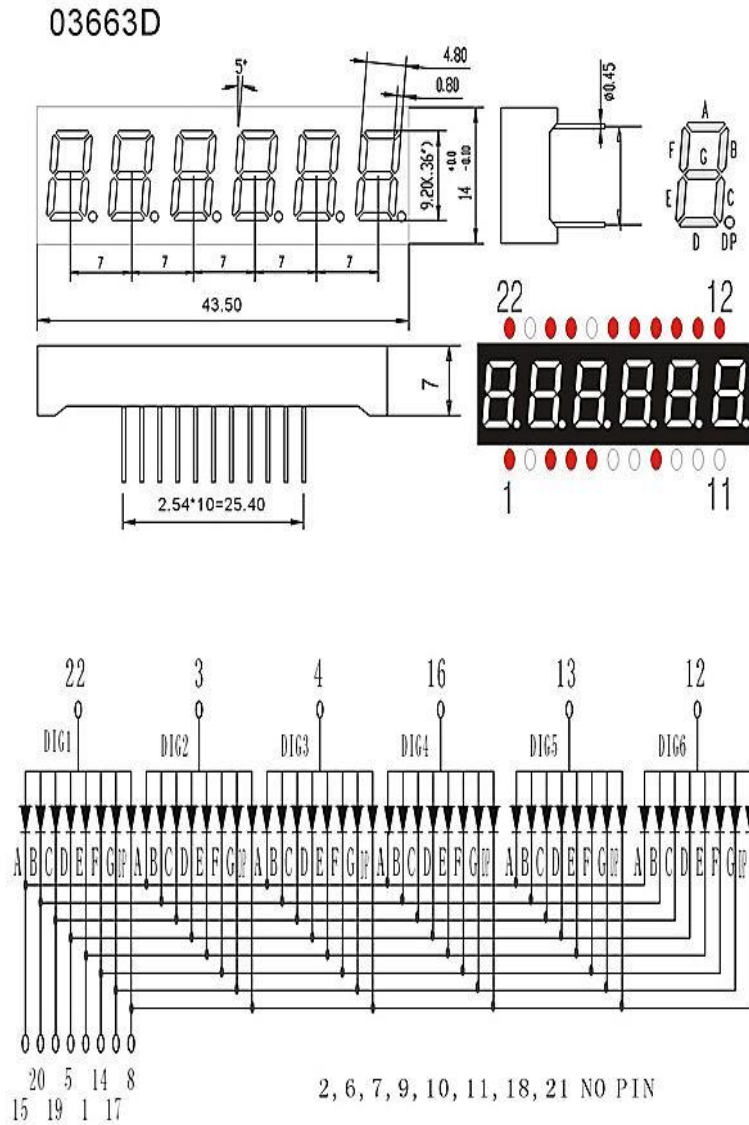 03663D
5°
4.80
0.80
9.20(.36")
14 +0.0 -0.10
ø0.45
A
F G B
E C
D DP
7 7 7 7 7
43.50
22 12
7
1 11
2.54*10=25.40
22 3 4 16 13 12
DIG1 DIG2 DIG3 DIG4 DIG5 DIG6
A B C D E F G DP A B C D E F G DP A B C D E F G DP A B C D E F G DP A B C D E F G DP A B C D E F G DP
20 5 14 8
15 19 1 17
2, 6, 7, 9, 10, 11, 18, 21 NO PIN